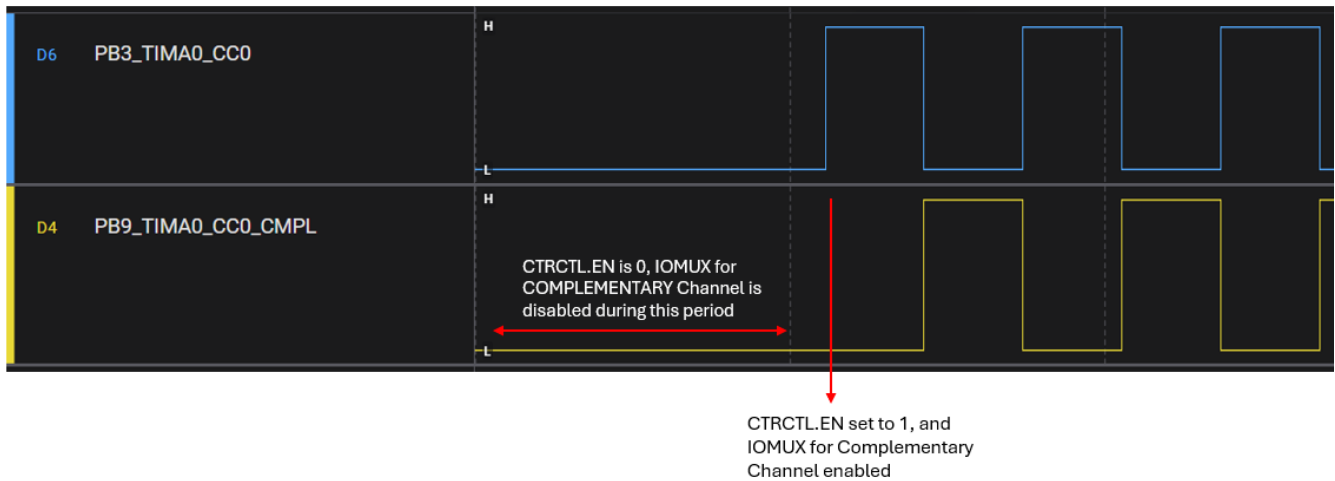 H
D6 PB3_TIMA0_CC0
L
H
D4 PB9_TIMA0_CC0_CMPL
CTRCTL.EN is 0, IOMUX for
COMPLEMENTARY Channel is
disabled during this period
L
CTRCTL.EN set to 1, and
IOMUX for Complementary
Channel enabled